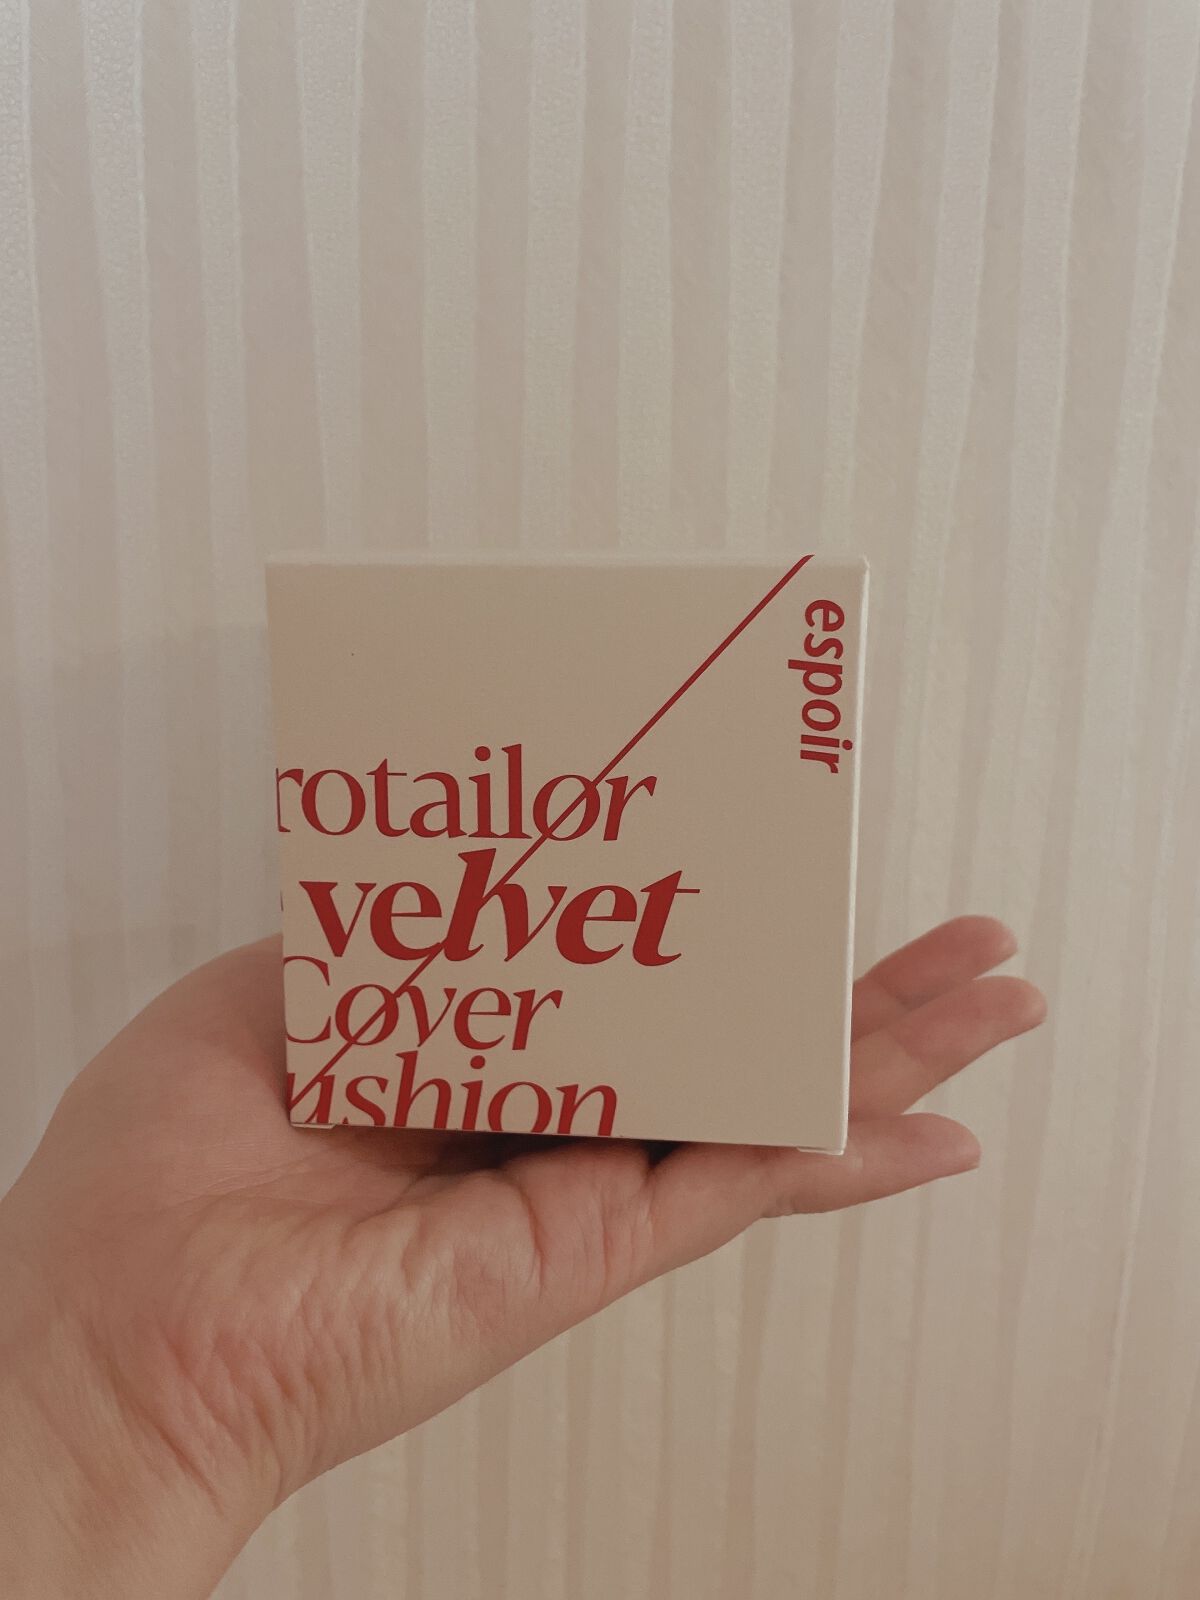 espoir
rotailor
velvet
Cover
ushion